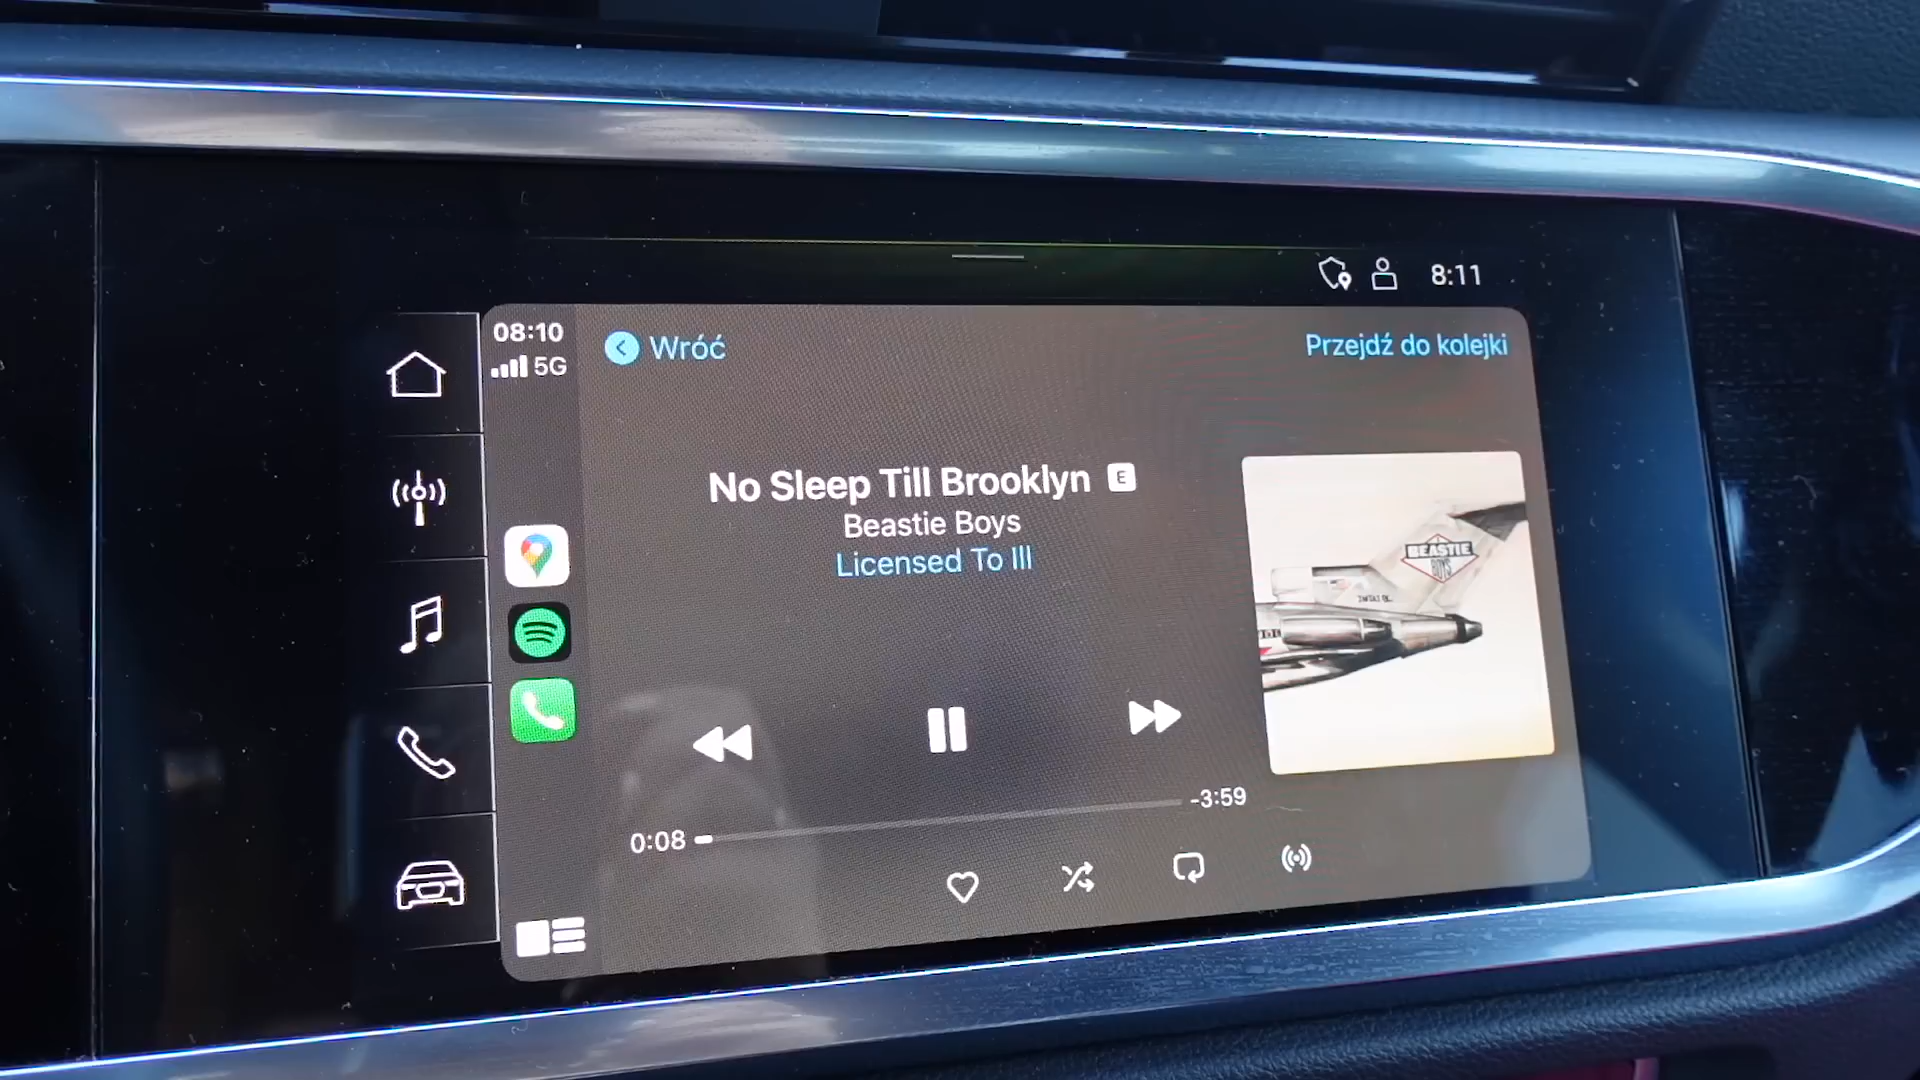 8:11
08:10
5G
Wróć
Przejdź do kolejki
No Sleep Till Brooklyn E
Beastie Boys
Licensed To Ill
BEASTIE
BOYS
-3:59
0:08